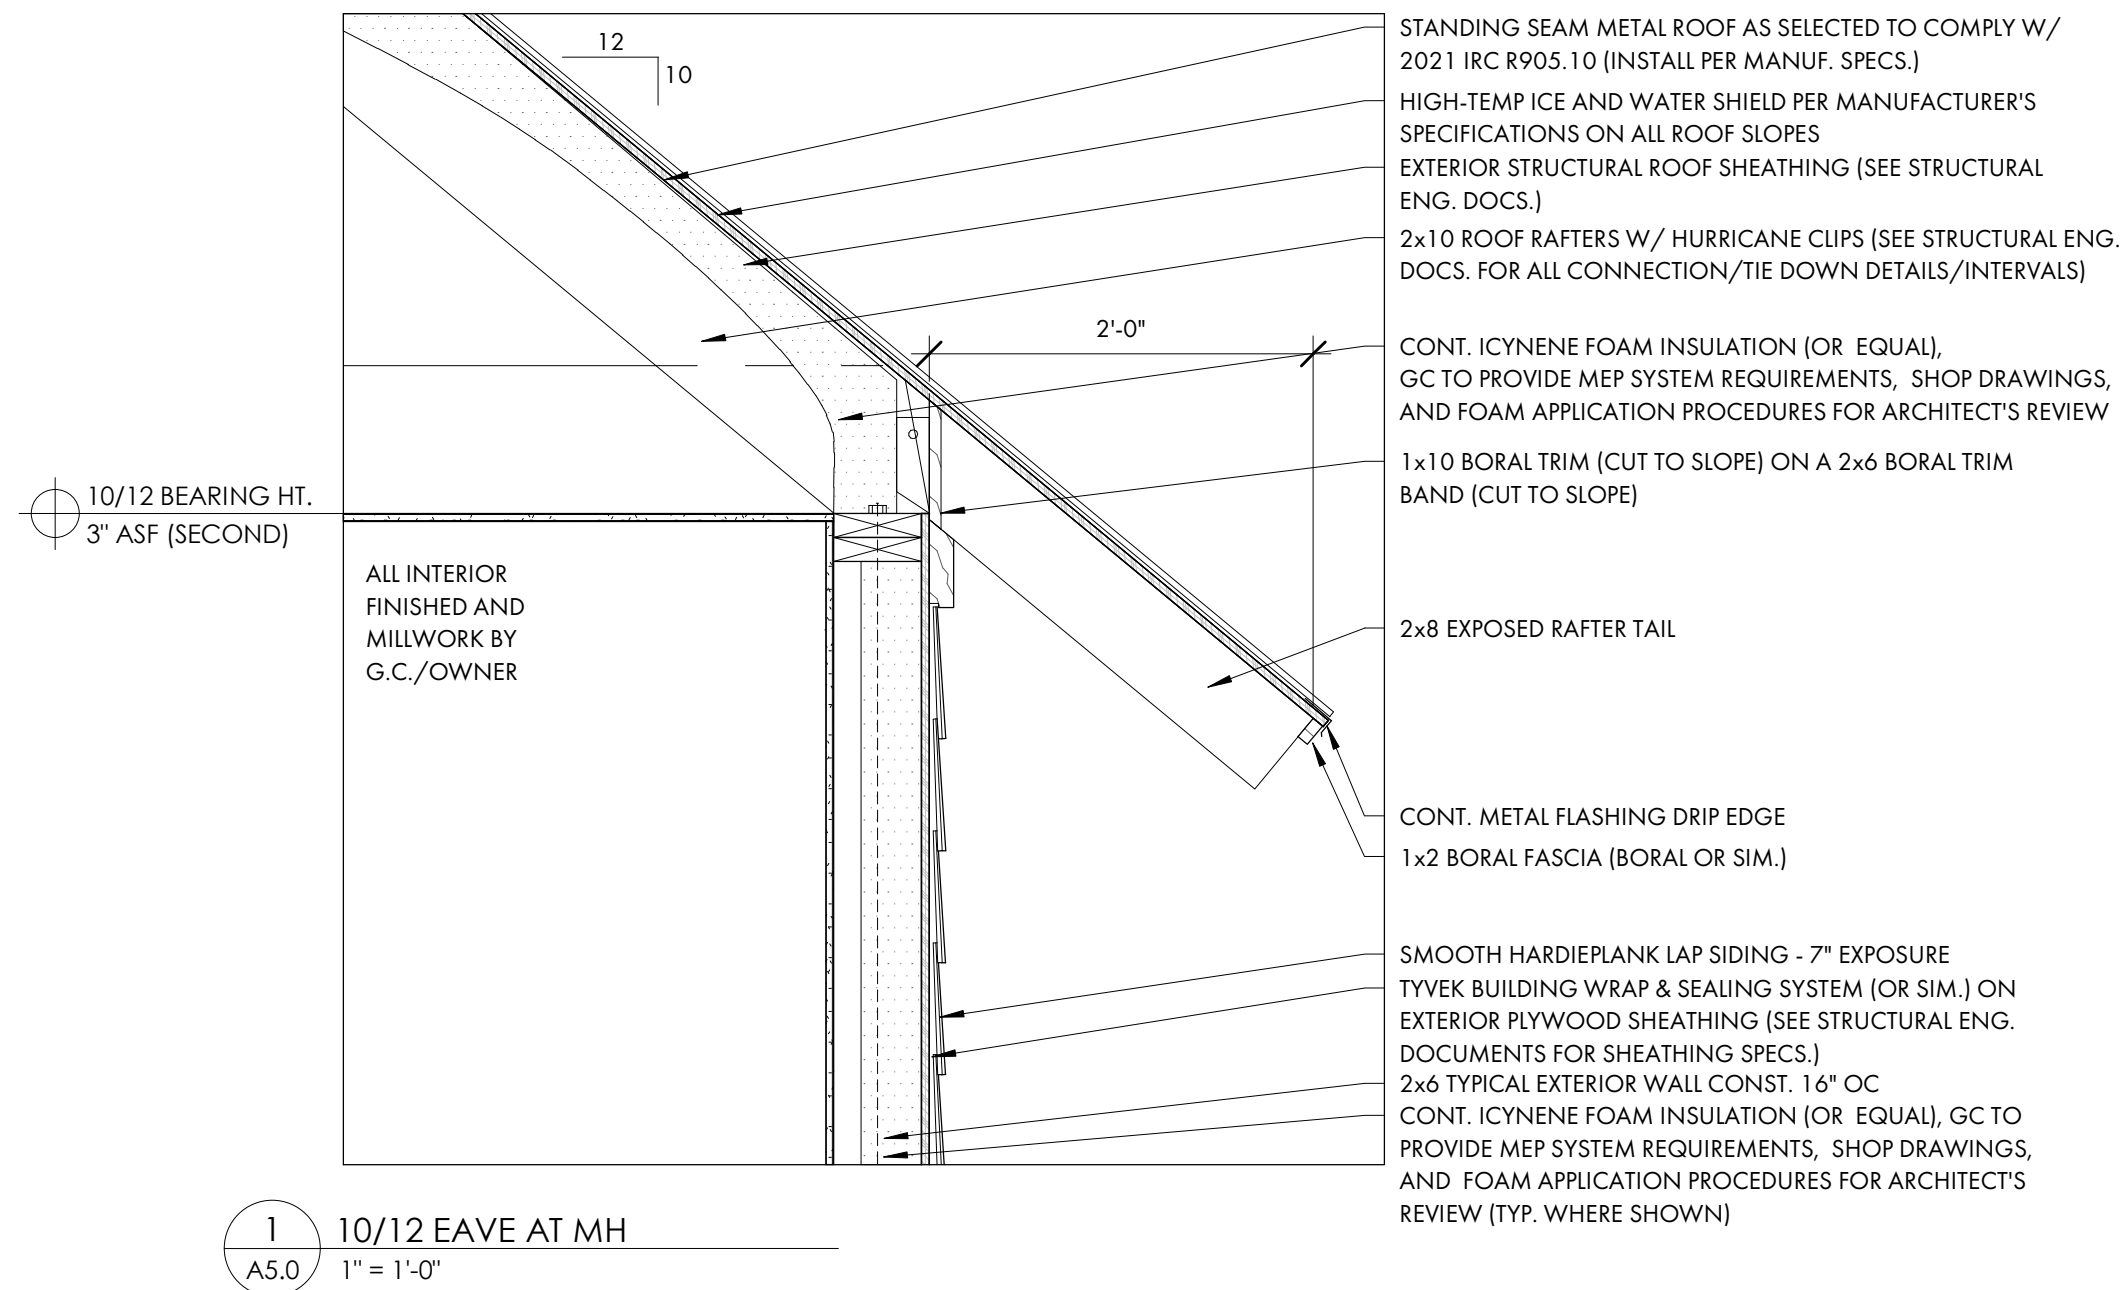 12
10
2'-0"
STANDING SEAM METAL ROOF AS SELECTED TO COMPLY W/
2021 IRC R905.10 (INSTALL PER MANUF. SPECS.)
HIGH-TEMP ICE AND WATER SHIELD PER MANUFACTURER'S
SPECIFICATIONS ON ALL ROOF SLOPES
EXTERIOR STRUCTURAL ROOF SHEATHING (SEE STRUCTURAL
ENG. DOCS.)
2x10 ROOF RAFTERS W/ HURRICANE CLIPS (SEE STRUCTURAL ENG.
DOCS. FOR ALL CONNECTION/TIE DOWN DETAILS/INTERVALS)
CONT. ICYNENE FOAM INSULATION (OR EQUAL),
GC TO PROVIDE MEP SYSTEM REQUIREMENTS, SHOP DRAWINGS,
AND FOAM APPLICATION PROCEDURES FOR ARCHITECT'S REVIEW
1x10 BORAL TRIM (CUT TO SLOPE) ON A 2x6 BORAL TRIM
BAND (CUT TO SLOPE)
10/12 BEARING HT.
3" ASF (SECOND)
ALL INTERIOR
FINISHED AND
MILLWORK BY
G.C./OWNER
2x8 EXPOSED RAFTER TAIL
CONT. METAL FLASHING DRIP EDGE
1x2 BORAL FASCIA (BORAL OR SIM.)
SMOOTH HARDIEPLANK LAP SIDING - 7" EXPOSURE
TYVEK BUILDING WRAP & SEALING SYSTEM (OR SIM.) ON
EXTERIOR PLYWOOD SHEATHING (SEE STRUCTURAL ENG.
DOCUMENTS FOR SHEATHING SPECS.)
2x6 TYPICAL EXTERIOR WALL CONST. 16" OC
CONT. ICYNENE FOAM INSULATION (OR EQUAL), GC TO
PROVIDE MEP SYSTEM REQUIREMENTS, SHOP DRAWINGS,
AND FOAM APPLICATION PROCEDURES FOR ARCHITECT'S
REVIEW (TYP. WHERE SHOWN)
1
A5.0
10/12 EAVE AT MH
1" = 1'-0"